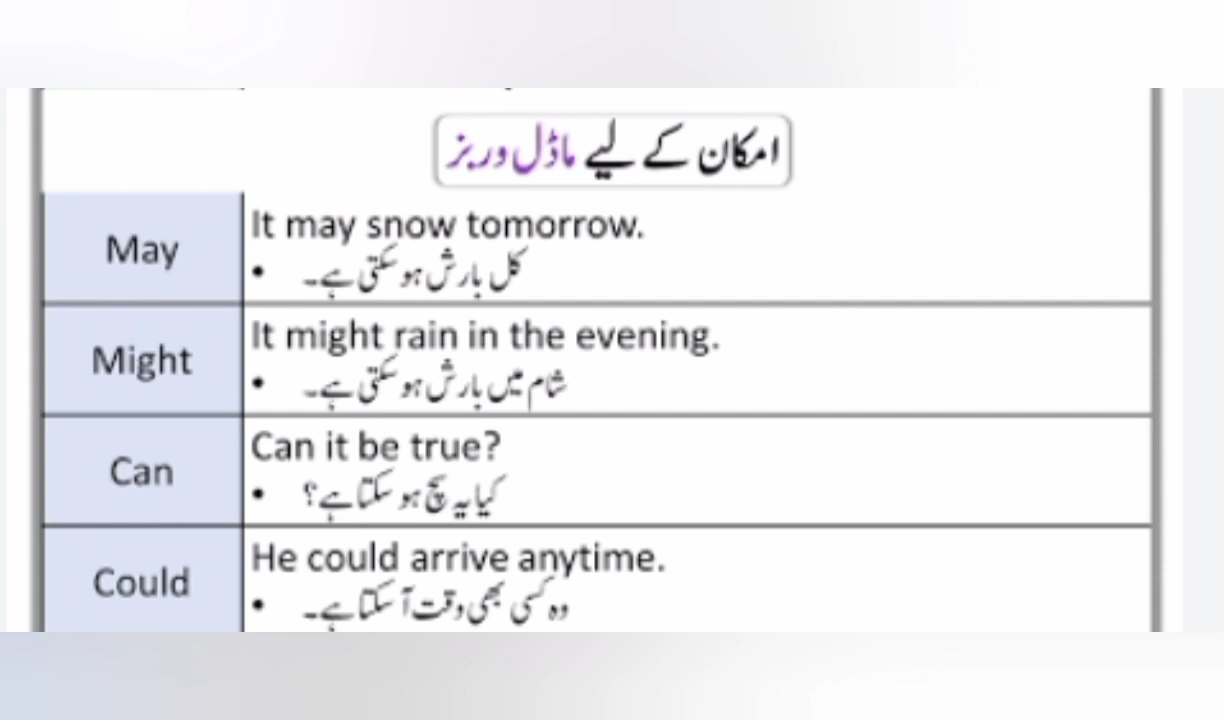 امکان کے لیے ماڈل وربز
May
It may snow tomorrow.
• کل بارش ہو سکتی ہے۔
Might
It might rain in the evening.
• شام میں بارش ہو سکتی ہے۔
Can
Can it be true?
• کیا یہ سچ ہو سکتا ہے؟
Could
He could arrive anytime.
• وہ کسی بھی وقت آ سکتا ہے۔